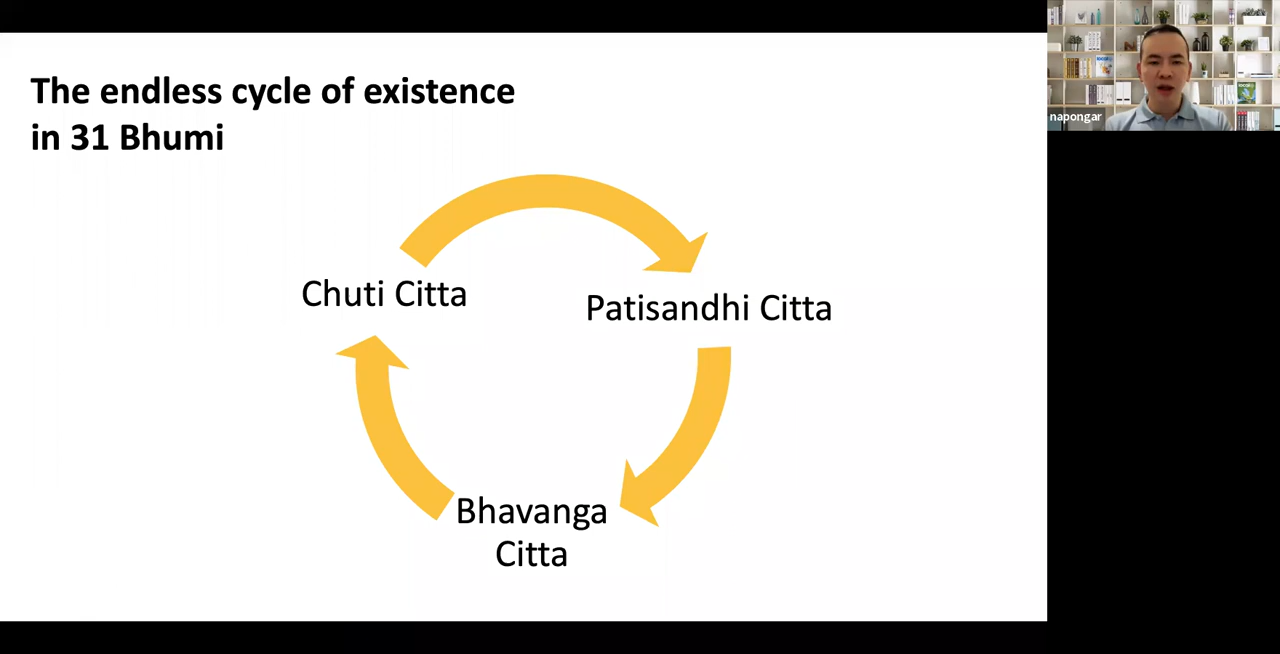 The endless cycle of existence
in 31 Bhumi
Chuti Citta
Patisandhi Citta
Bhavanga
Citta
napongar